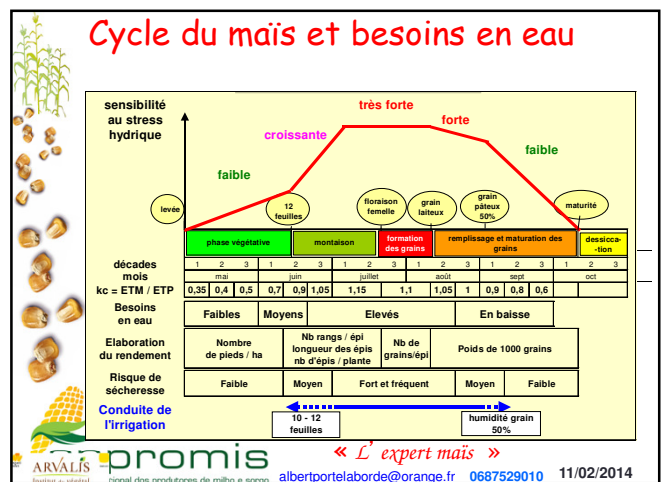 Cycle du maïs et besoins en eau
sensibilité
au stress
hydrique
très forte
forte
croissante
faible
faible
levée
12
feuilles
floraison
femelle
grain
laiteux
grain
pâteux
50%
maturité
phase végétative
montaison
formation
des grains
remplissage et maturation des
grains
dessicca-
-tion
décades 1 2 3 1 2 3 1 2 3 1 2 3 1 2 3 1 2 3
mois mai juin juillet août sept oct
kc = ETM / ETP 0,35 0,4 0,5 0,7 0,9 1,05 1,15 1,1 1,05 1 0,9 0,8 0,6
Besoins
en eau
Faibles Moyens Elevés En baisse
Elaboration
du rendement
Nombre
de pieds / ha
Nb rangs / épi
longueur des épis
nb d'épis / plante
Nb de
grains/épi
Poids de 1000 grains
Risque de
sécheresse
Faible Moyen Fort et fréquent Moyen Faible
Conduite de
l'irrigation
10 - 12
feuilles
humidité grain
50%
promis
« L' expert maïs »
ARVALIS
dos produtores de milho e sorgo
albertportelaborde@orange.fr 0687529010 11/02/2014